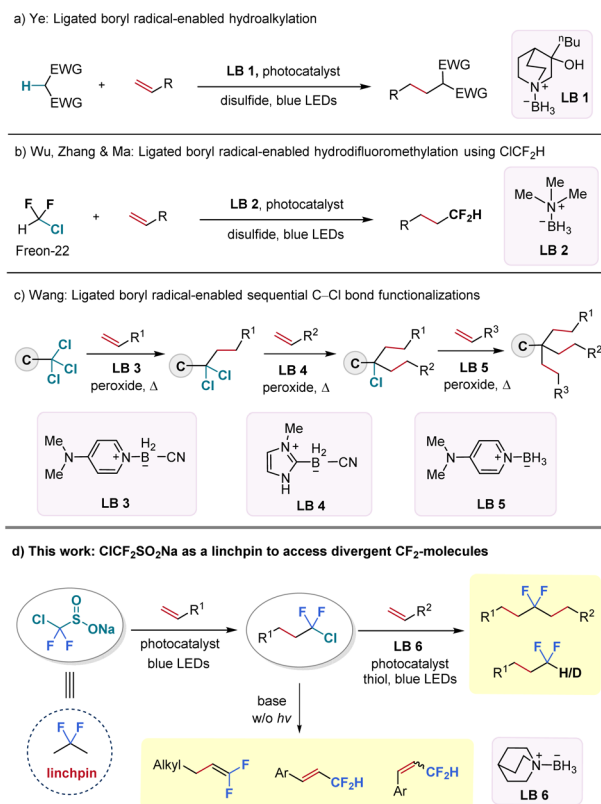 a) Ye: Ligated boryl radical-enabled hydroalkylation
EWG
H
EWG
+
R
LB 1, photocatalyst
disulfide, blue LEDs
R
EWG
EWG
nBu
OH
N+
−BH3
LB 1
b) Wu, Zhang & Ma: Ligated boryl radical-enabled hydrodifluoromethylation using ClCF2H
F F
H Cl
Freon-22
+
R
LB 2, photocatalyst
disulfide, blue LEDs
R CF2H
Me
Me N+ Me
−BH3
LB 2
c) Wang: Ligated boryl radical-enabled sequential C–Cl bond functionalizations
C Cl
Cl
Cl
R1
LB 3
peroxide, Δ
R1
C
Cl
Cl
R2
LB 4
peroxide, Δ
R1
C R2
Cl
R3
LB 5
peroxide, Δ
R1
C R2
R3
Me
N
Me
N+ B− H2 CN
LB 3
Me
N+
N
H
B− H2 CN
LB 4
Me
N
Me
N+ −BH3
LB 5
d) This work: ClCF2SO2Na as a linchpin to access divergent CF2-molecules
O
Cl S ONa
F F
R1
photocatalyst
blue LEDs
F F
R1 Cl
R2
LB 6
photocatalyst
thiol, blue LEDs
F F
R1 R2
F F
R1 H/D
F F
linchpin
base
w/o hν
Alkyl F
F
Ar CF2H
CF2H
Ar
N+ −BH3
LB 6